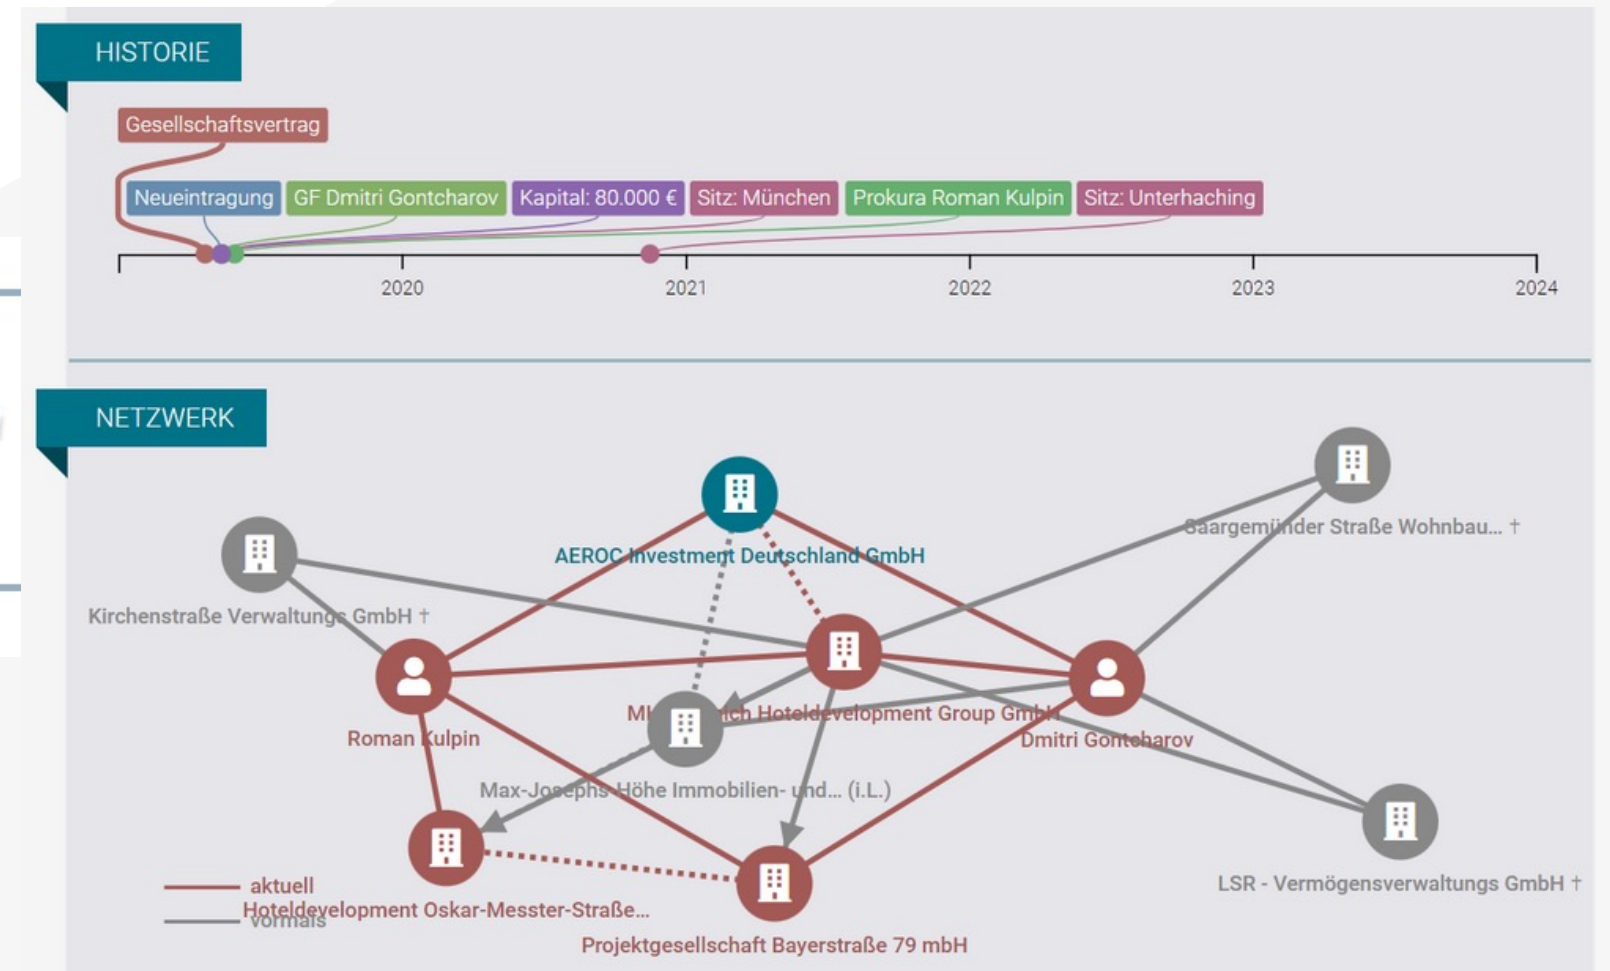 HISTORIE
Gesellschaftsvertrag
Neueintragung GF Dmitri Gontcharov Kapital: 80.000 € Sitz: München Prokura Roman Kulpin Sitz: Unterhaching
2020 2021 2022 2023 2024
NETZWERK
Saargemünder Straße Wohnbau... †
AEROC Investment Deutschland GmbH
Kirchenstraße Verwaltungs GmbH †
Hoteldevelopment Group GmbH
Roman Kulpin
Dmitri Gontcharov
Max-Josephs-Höhe Immobilien- und... (i.L.)
LSR - Vermögensverwaltungs GmbH †
aktuell
Hoteldevelopment Oskar-Messter-Straße...
vormals
Projektgesellschaft Bayerstraße 79 mbH